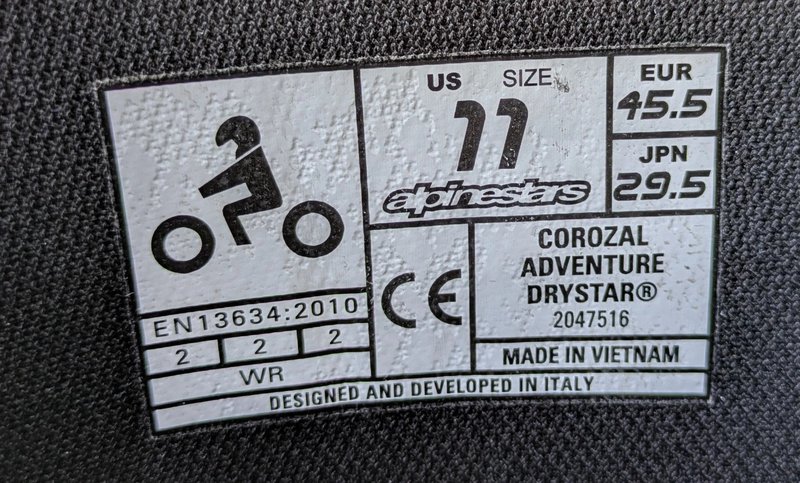 US SIZE
11
alpinestars
EUR
45.5
JPN
29.5
EN13634:2010
2 2 2
WR
CE
COROZAL
ADVENTURE
DRYSTAR®
2047516
MADE IN VIETNAM
DESIGNED AND DEVELOPED IN ITALY